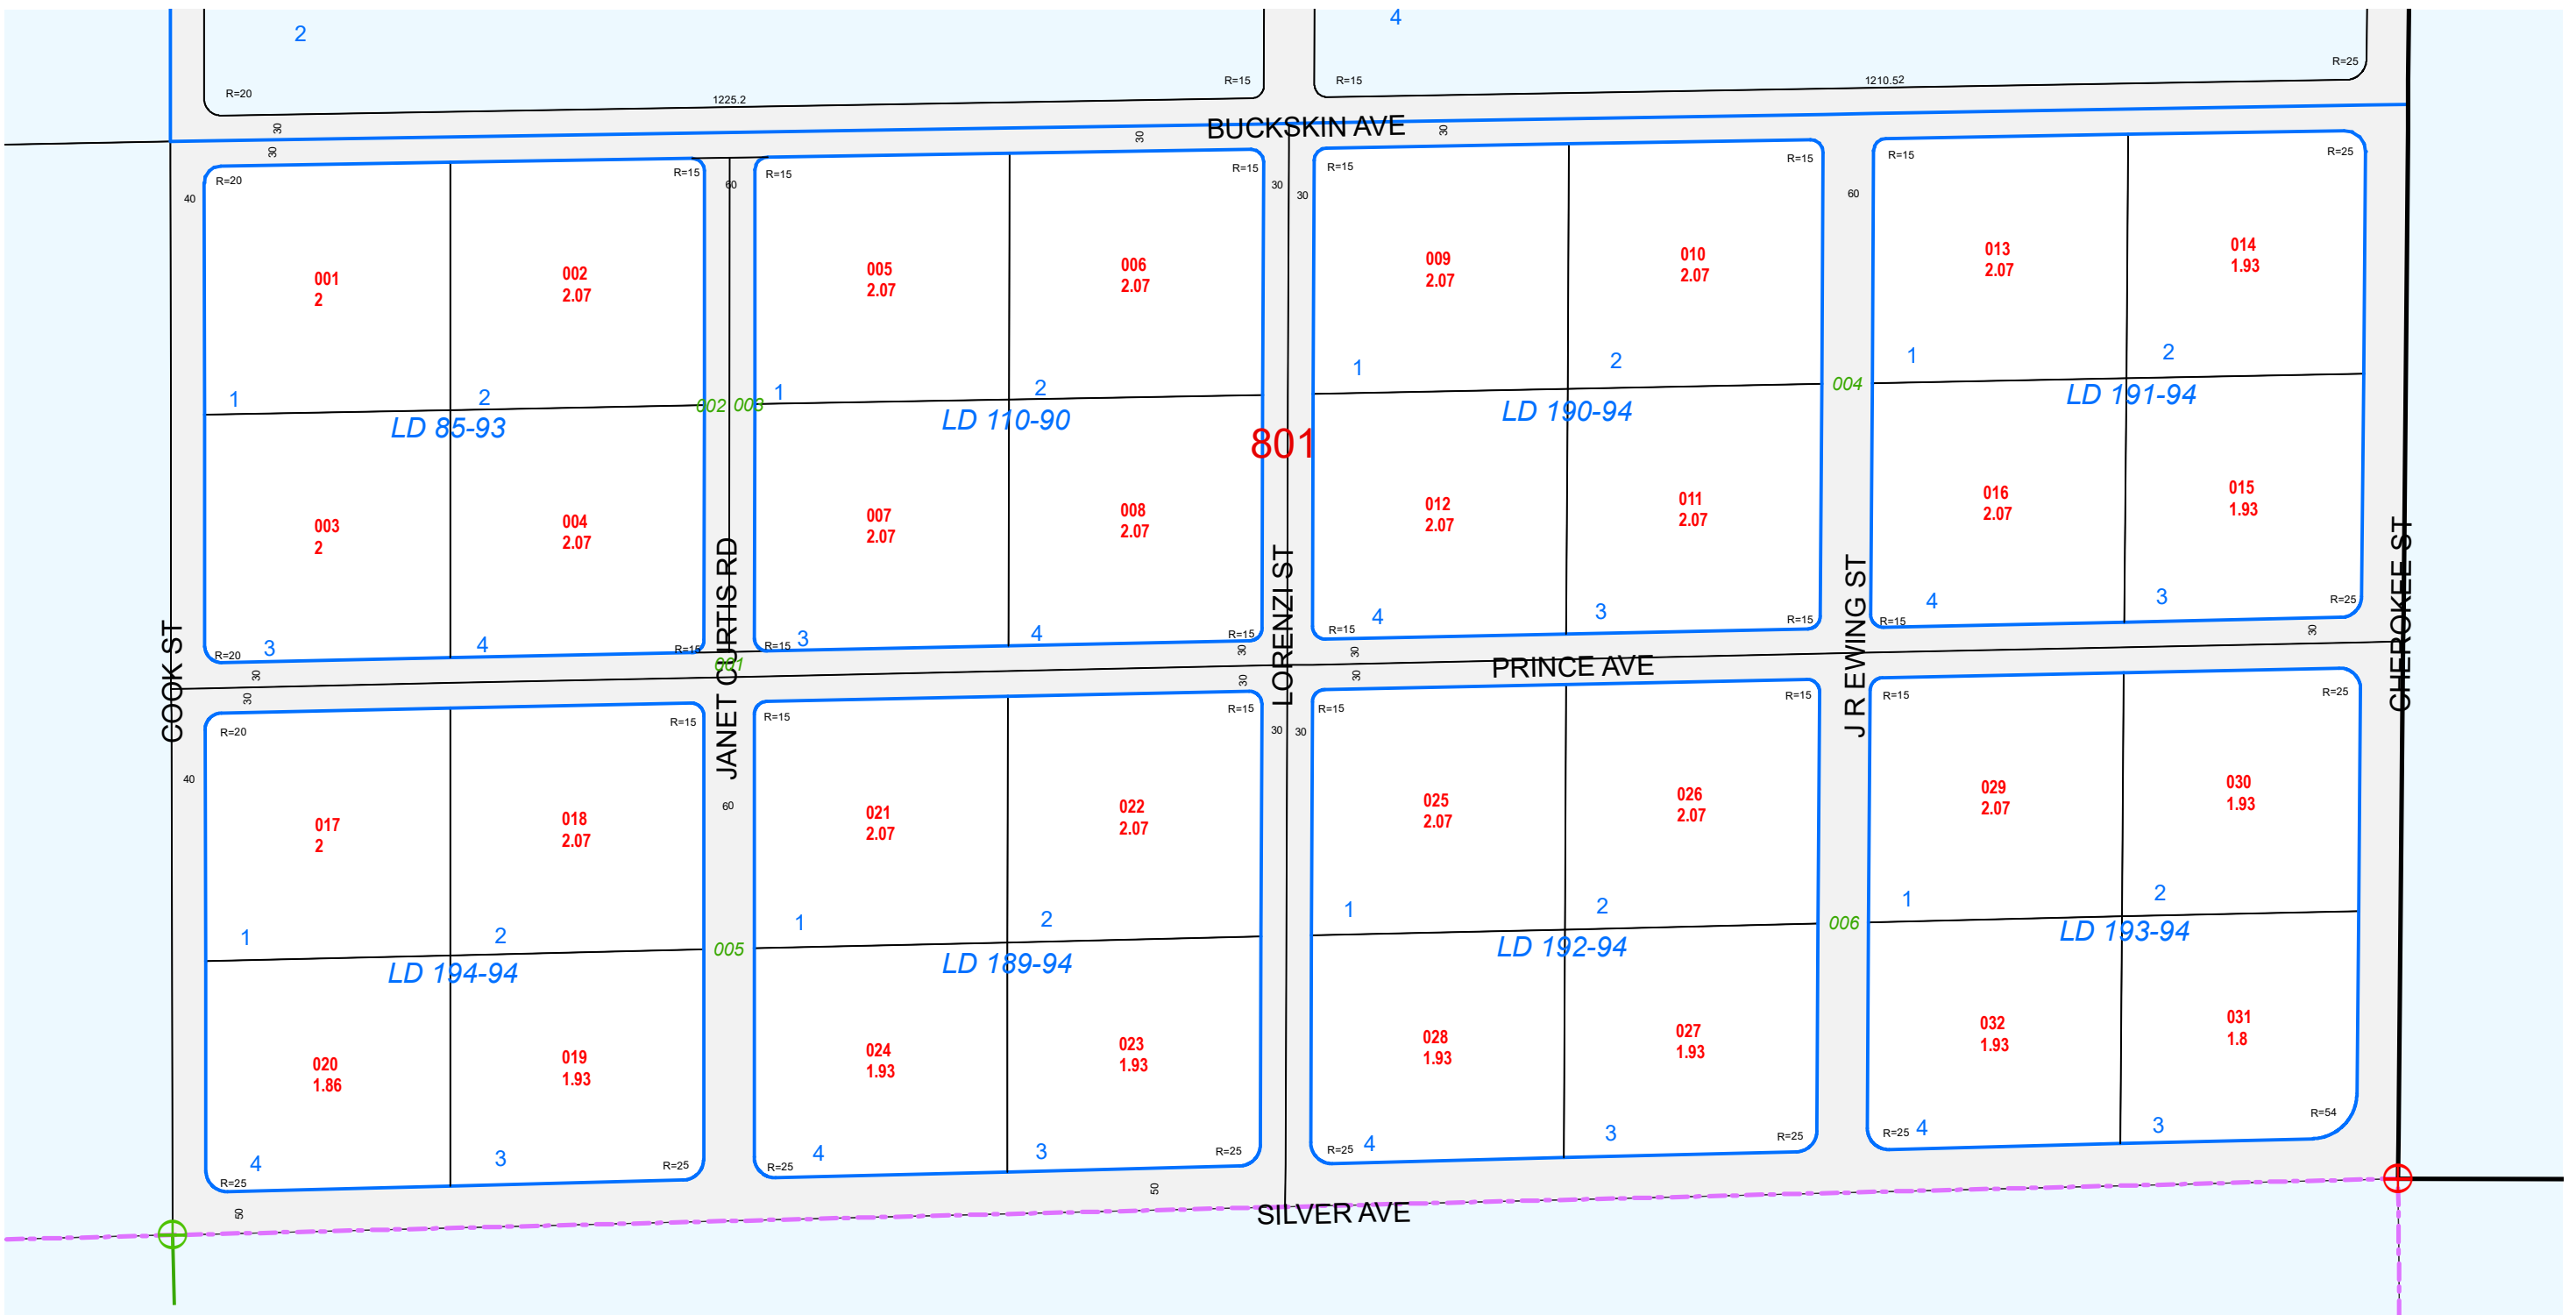 2
4
R=20
R=15
R=15
R=25
1225.2
1210.52
30
30
30
30
BUCKSKIN AVE
R=20
R=15
R=15
R=15
R=15
R=15
R=15
R=25
40
60
30
30
60
001
2
002
2.07
005
2.07
006
2.07
009
2.07
010
2.07
013
2.07
014
1.93
1
2
1
2
1
2
1
2
002
003
004
LD 85-93
LD 110-90
LD 190-94
LD 191-94
801
003
2
004
2.07
007
2.07
008
2.07
012
2.07
011
2.07
016
2.07
015
1.93
3
4
3
4
4
3
4
3
R=20
R=15
R=15
R=15
R=15
R=15
R=15
R=25
001
30
30
30
30
30
30
30
PRINCE AVE
COOK ST
JANET CURTIS RD
LORENZI ST
J R EWING ST
CHEROKEE ST
R=20
R=15
R=15
R=15
R=15
R=15
R=15
R=25
40
60
30
30
017
2
018
2.07
021
2.07
022
2.07
025
2.07
026
2.07
029
2.07
030
1.93
1
2
1
2
1
2
1
2
005
006
LD 194-94
LD 189-94
LD 192-94
LD 193-94
020
1.86
019
1.93
024
1.93
023
1.93
028
1.93
027
1.93
032
1.93
031
1.8
4
3
4
3
4
3
4
3
R=25
R=25
R=25
R=25
R=25
R=25
R=25
R=54
50
50
SILVER AVE